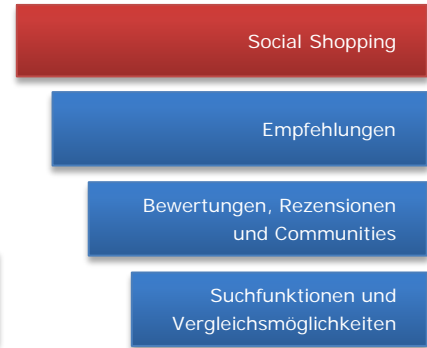 Social Shopping
Empfehlungen
Bewertungen, Rezensionen
und Communities
Suchfunktionen und
Vergleichsmöglichkeiten